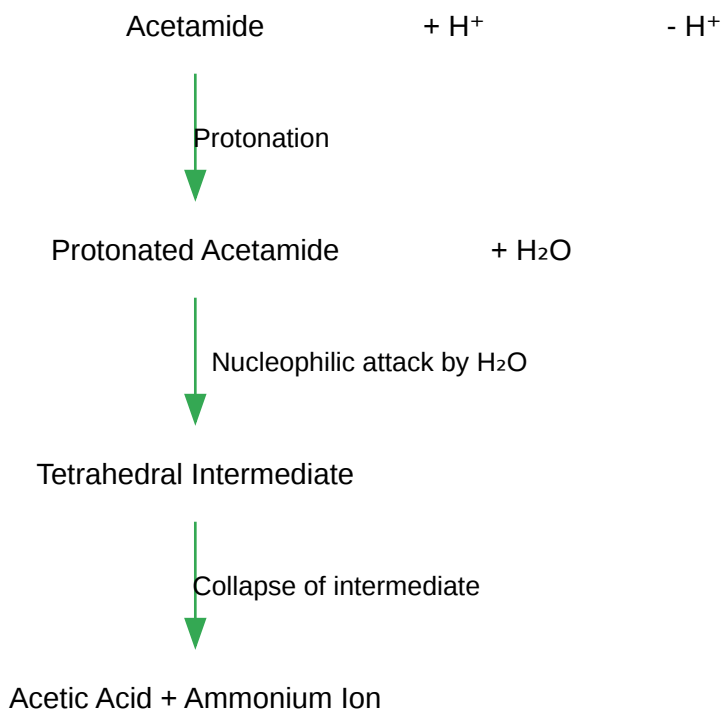 Acetamide + H⁺ - H⁺
Protonation
Protonated Acetamide + H₂O
Nucleophilic attack by H₂O
Tetrahedral Intermediate
Collapse of intermediate
Acetic Acid + Ammonium Ion